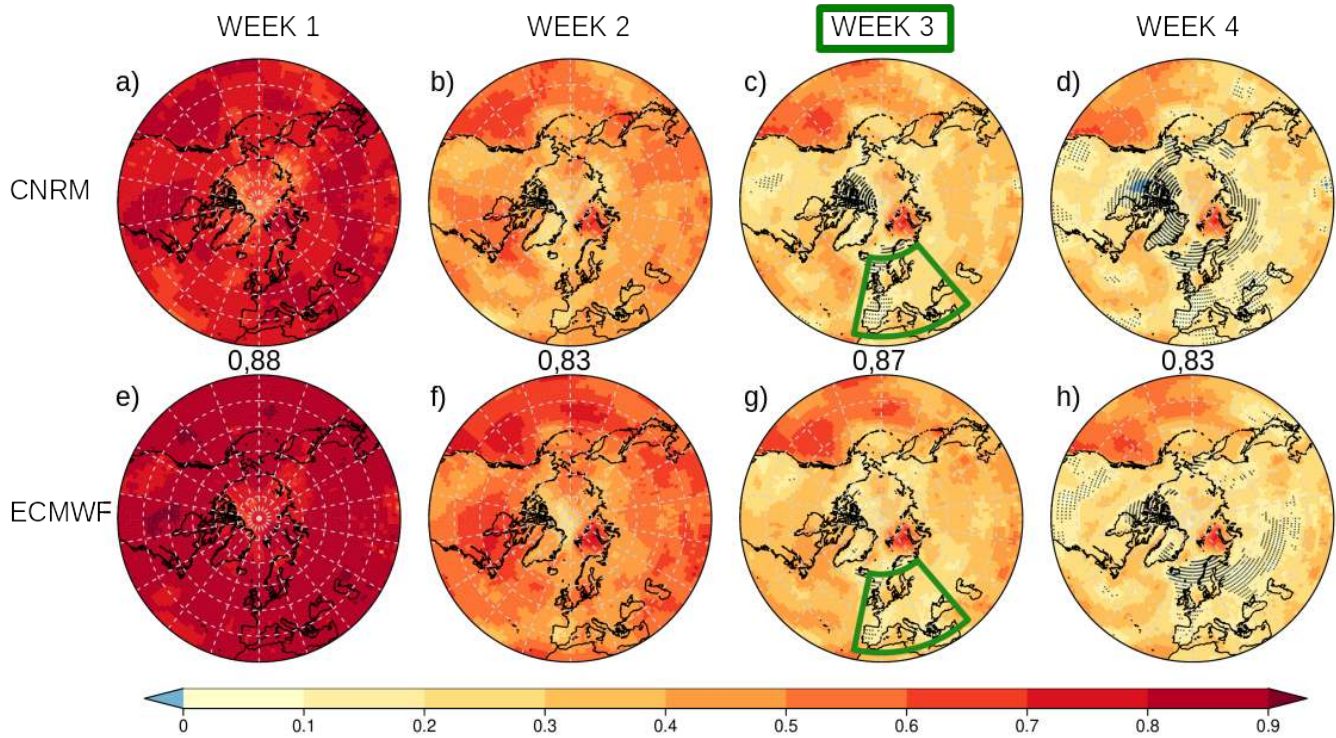 WEEK 1 WEEK 2 WEEK 3 WEEK 4
a) b) c) d)
CNRM
0,88 0,83 0,87 0,83
e) f) g) h)
ECMWF
0 0.1 0.2 0.3 0.4 0.5 0.6 0.7 0.8 0.9